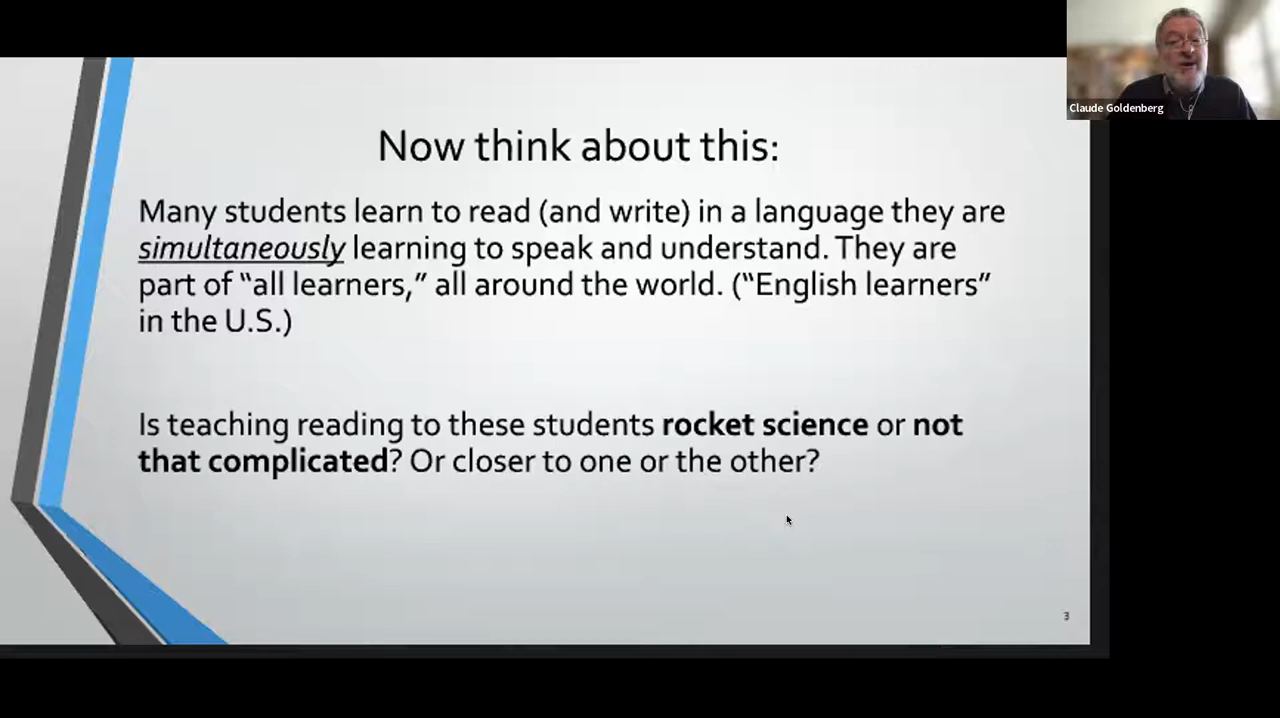 Claude Goldenberg
Now think about this:
Many students learn to read (and write) in a language they are
simultaneously learning to speak and understand. They are
part of “all learners,” all around the world. (“English learners”
in the U.S.)
Is teaching reading to these students rocket science or not
that complicated? Or closer to one or the other?
3